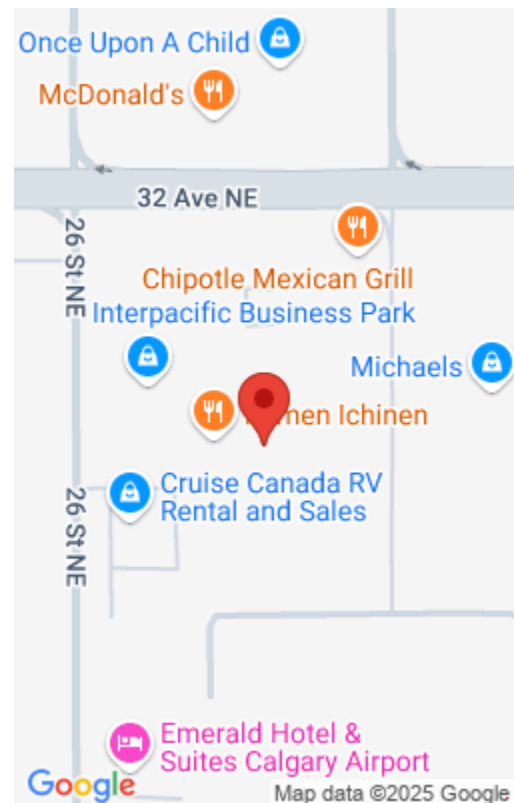 Once Upon A Child
McDonald's
32 Ave NE
26 St NE
Chipotle Mexican Grill
Interpacific Business Park
Michaels
Ichinen
Cruise Canada RV
Rental and Sales
26 St NE
Emerald Hotel &
Suites Calgary Airport
Google
Map data ©2025 Google